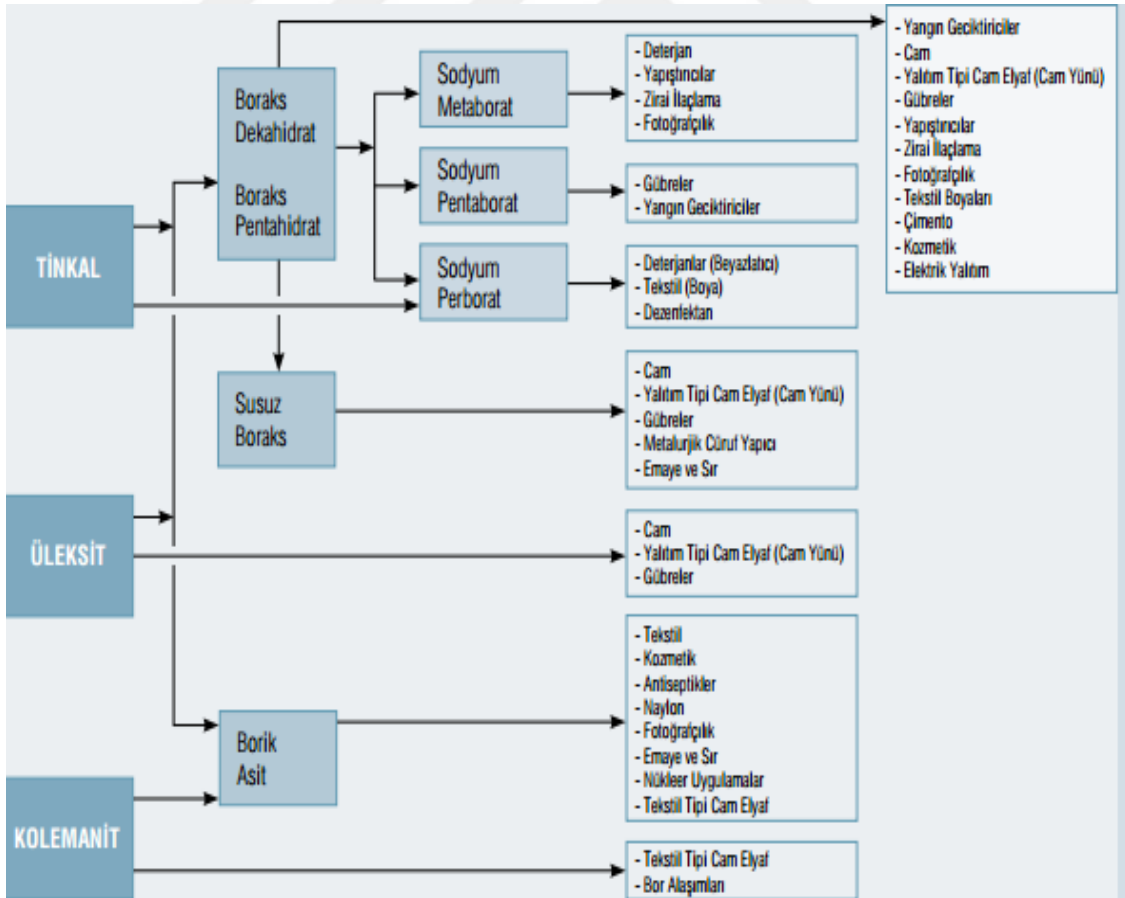 TİNKAL
ÜLEKSİT
KOLEMANİT
Boraks
Dekahidrat
Boraks
Pentahidrat
Susuz
Boraks
Borik
Asit
Sodyum
Metaborat
Sodyum
Pentaborat
Sodyum
Perborat
- Deterjan
- Yapıştırıcılar
- Zirai İlaçlama
- Fotoğrafçılık
- Gübreler
- Yangın Geciktiriciler
- Deterjanlar (Beyazlatıcı)
- Tekstil (Boya)
- Dezenfektan
- Cam
- Yalıtım Tipi Cam Elyaf (Cam Yünü)
- Gübreler
- Metalurjik Cüruf Yapıcı
- Emaye ve Sır
- Cam
- Yalıtım Tipi Cam Elyaf (Cam Yünü)
- Gübreler
- Tekstil
- Kozmetik
- Antiseptikler
- Naylon
- Fotoğrafçılık
- Emaye ve Sır
- Nükleer Uygulamalar
- Tekstil Tipi Cam Elyaf
- Tekstil Tipi Cam Elyaf
- Bor Alaşımları
- Yangın Geciktiriciler
- Cam
- Yalıtım Tipi Cam Elyaf (Cam Yünü)
- Gübreler
- Yapıştırıcılar
- Zirai İlaçlama
- Fotoğrafçılık
- Tekstil Boyaları
- Çimento
- Kozmetik
- Elektrik Yalıtım